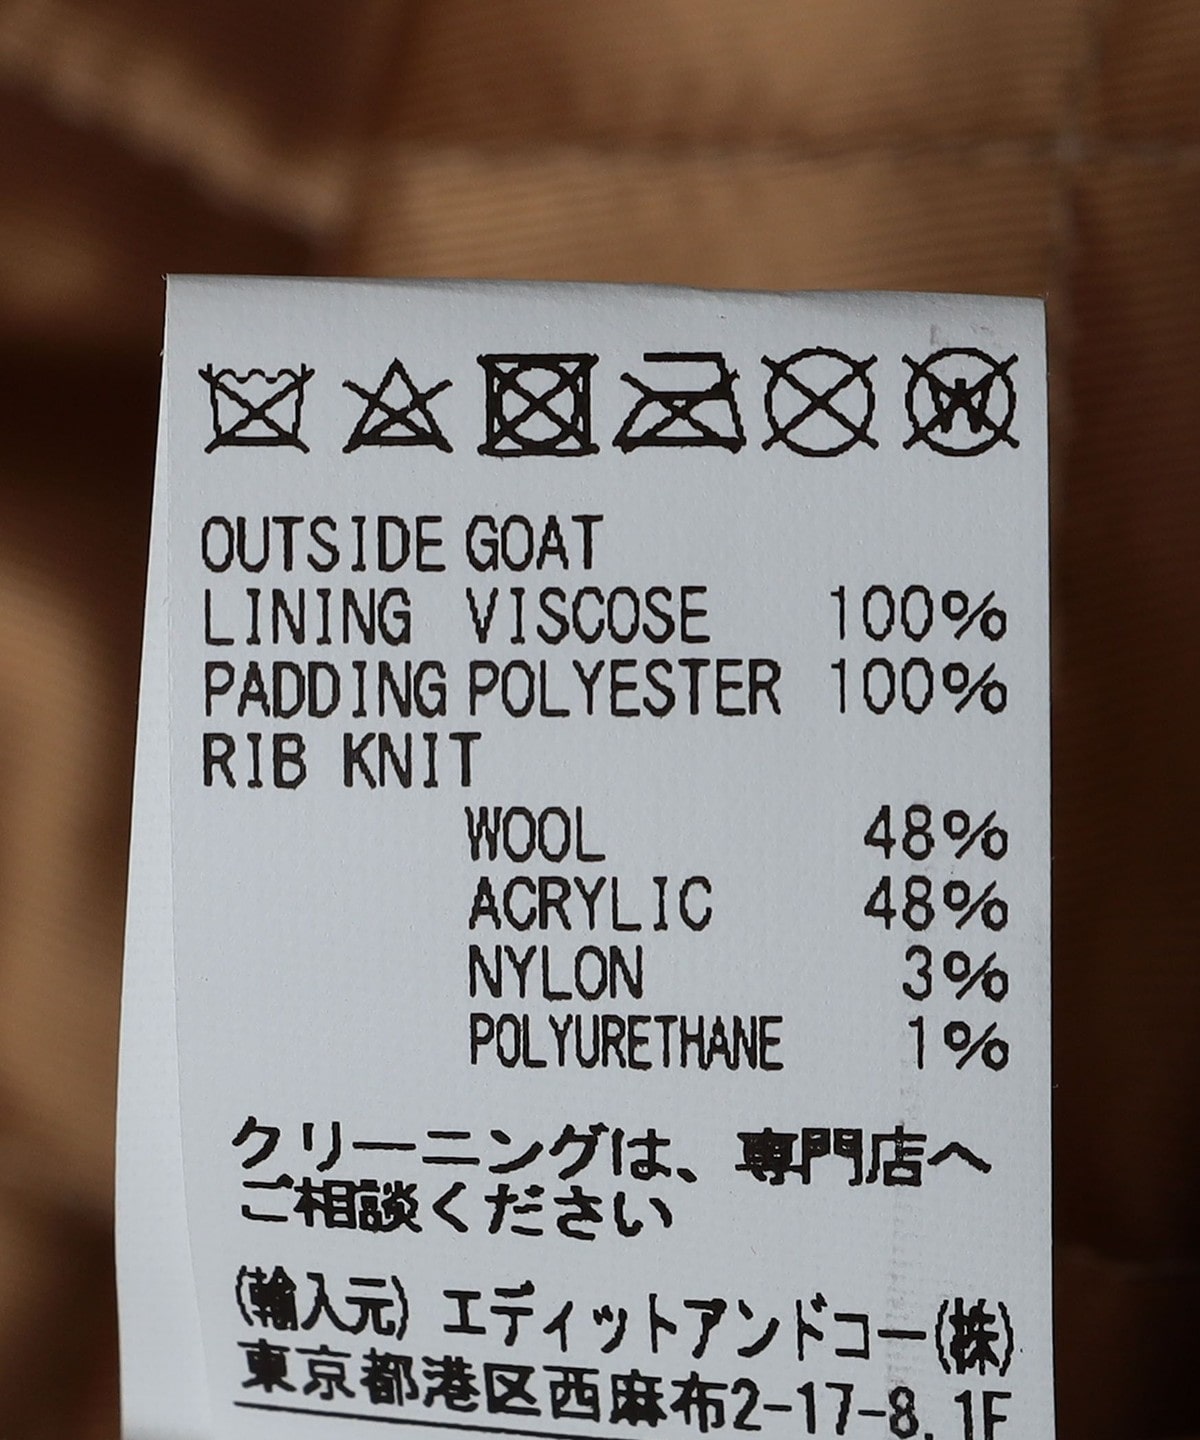 OUTSIDE GOAT
LINING VISCOSE 100%
PADDING POLYESTER 100%
RIB KNIT
WOOL 48%
ACRYLIC 48%
NYLON 3%
POLYURETHANE 1%
クリーニングは、専門店へ
ご相談ください
(輸入元) エディットアンドコー(株)
東京都港区西麻布2-17-8. 1F